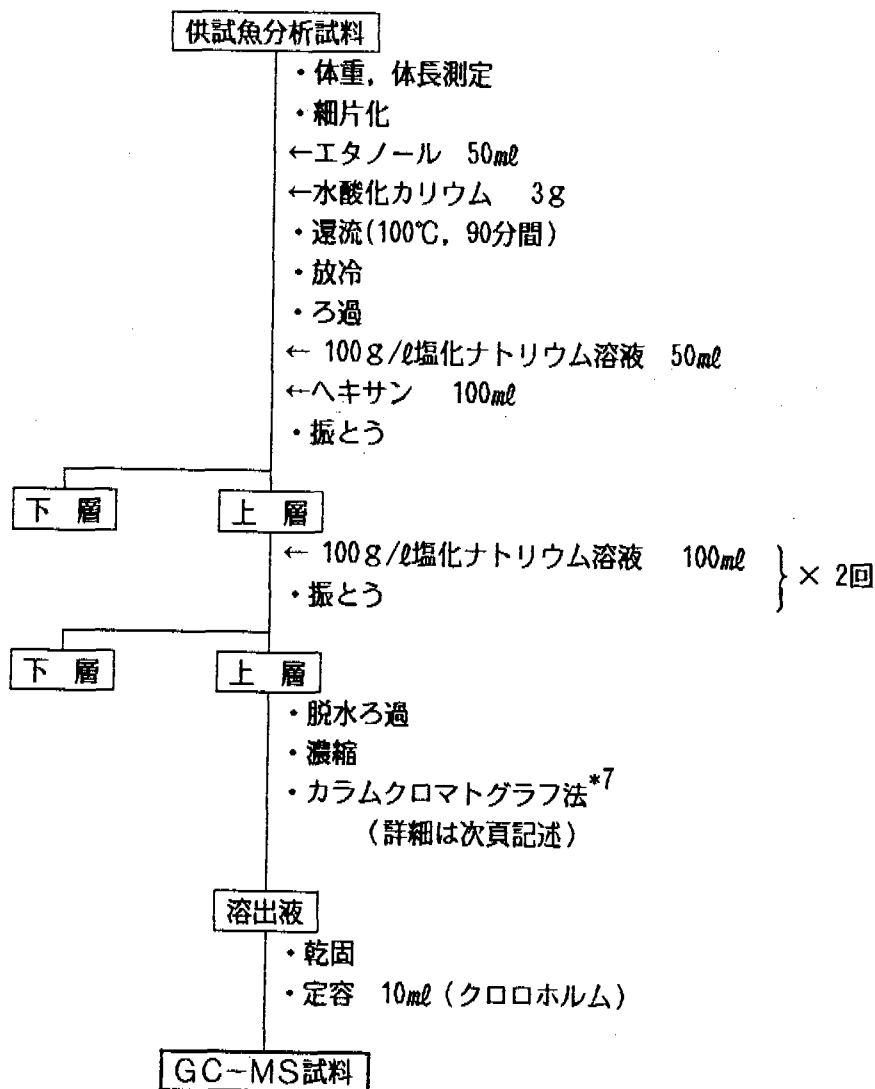 供試魚分析試料
・体重，体長測定
・細片化
←エタノール 50㎖
←水酸化カリウム 3g
・還流(100℃，90分間)
・放冷
・ろ過
← 100g/ℓ塩化ナトリウム溶液 50㎖
←ヘキサン 100㎖
・振とう
下 層 上 層
← 100g/ℓ塩化ナトリウム溶液 100㎖
・振とう
} × 2回
下 層 上 層
・脱水ろ過
・濃縮
・カラムクロマトグラフ法*7
（詳細は次頁記述）
溶出液
・乾固
・定容 10㎖（クロロホルム）
GC-MS試料